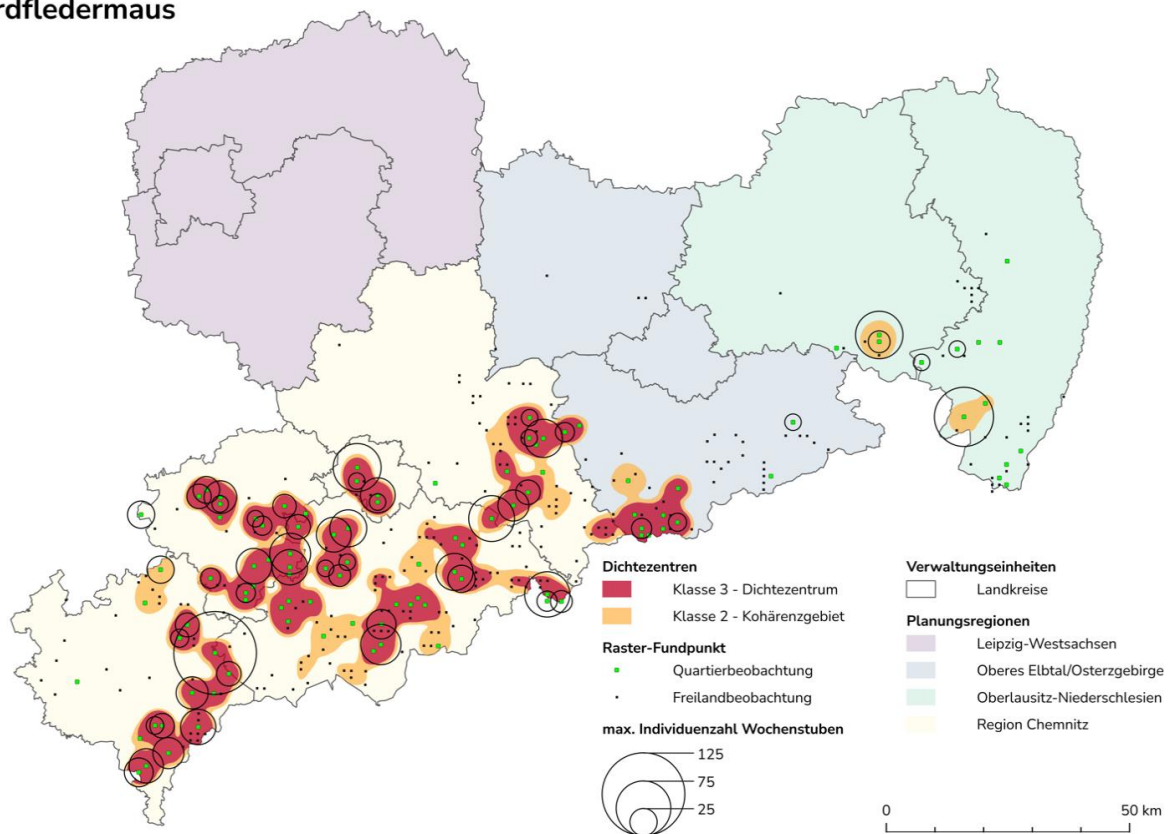 rdfledermaus
Dichtezentren
Klasse 3 - Dichtezentrum
Klasse 2 - Kohärenzgebiet
Raster-Fundpunkt
Quartierbeobachtung
Freilandbeobachtung
max. Individuenzahl Wochenstuben
125
75
25
Verwaltungseinheiten
Landkreise
Planungsregionen
Leipzig-Westsachsen
Oberes Elbtal/Osterzgebirge
Oberlausitz-Niederschlesien
Region Chemnitz
0
50 km